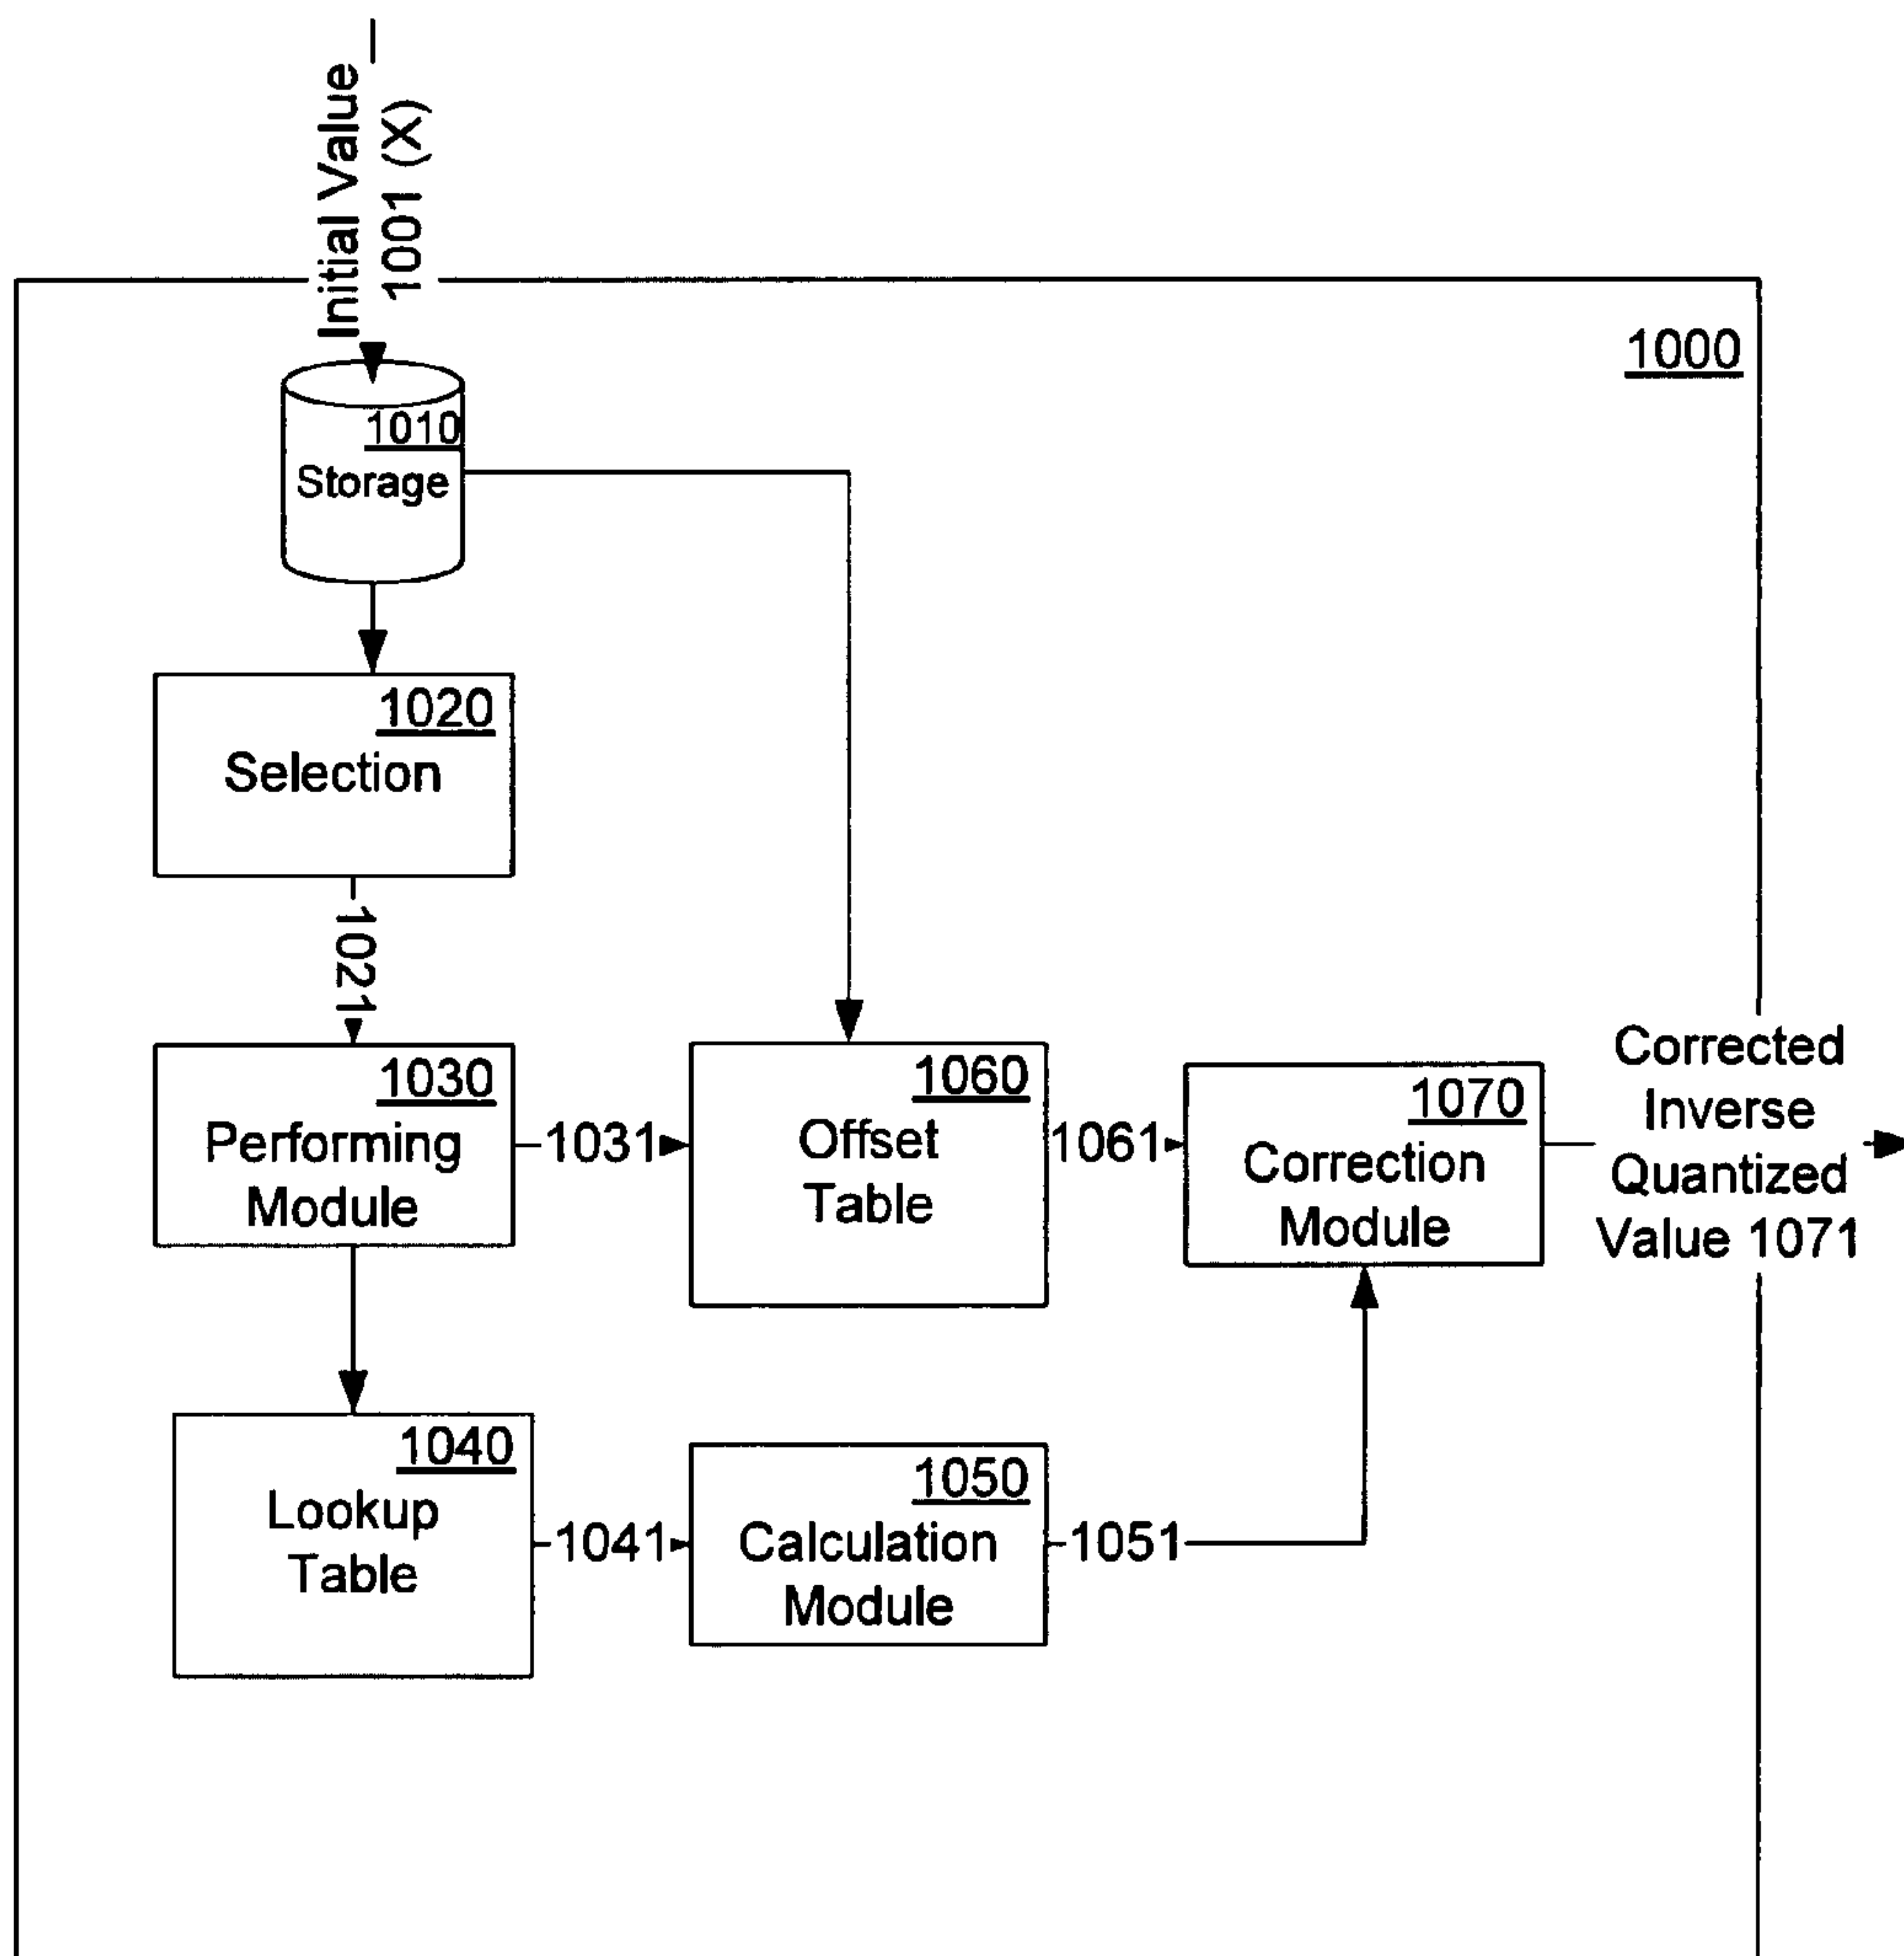 Initial Value
1001 (X)
1000
1010
Storage
1020
Selection
1021
1030
Performing
Module
1031
1060
Offset
Table
1061
1070
Correction
Module
Corrected
Inverse
Quantized
Value 1071
1040
Lookup
Table
1041
1050
Calculation
Module
1051